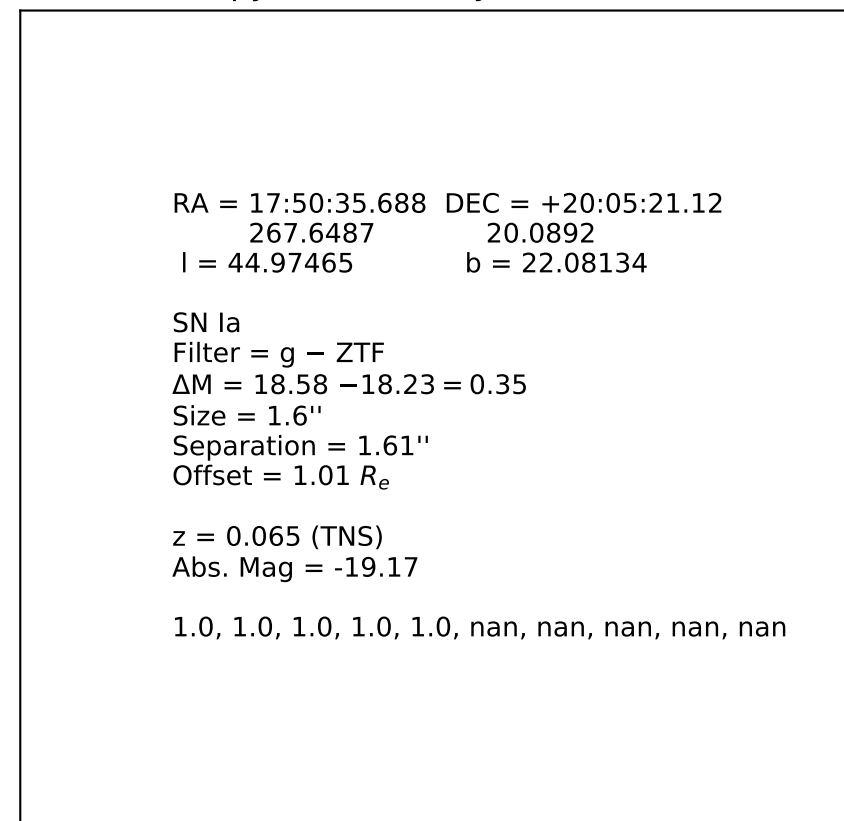 RA = 17:50:35.688  DEC = +20:05:21.12
267.6487  20.0892
l = 44.97465  b = 22.08134
SN Ia
Filter = g − ZTF
ΔM = 18.58 −18.23 = 0.35
Size = 1.6''
Separation = 1.61''
Offset = 1.01 Re
z = 0.065 (TNS)
Abs. Mag = -19.17
1.0, 1.0, 1.0, 1.0, 1.0, nan, nan, nan, nan, nan